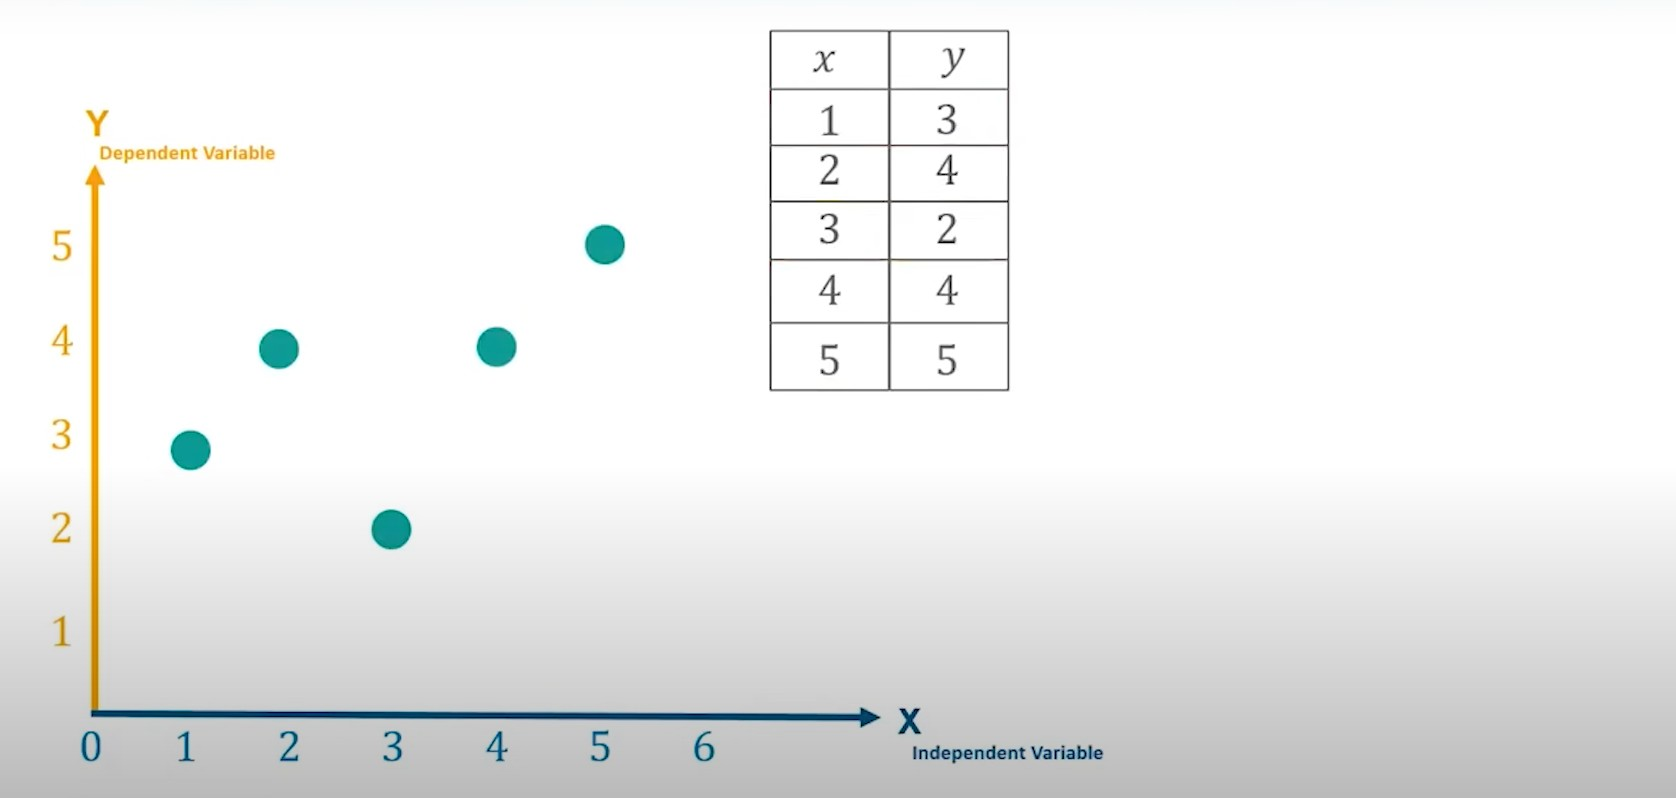 x y
1 3
2 4
3 2
4 4
5 5
Y
Dependent Variable
5
4
3
2
1
0 1 2 3 4 5 6
X
Independent Variable